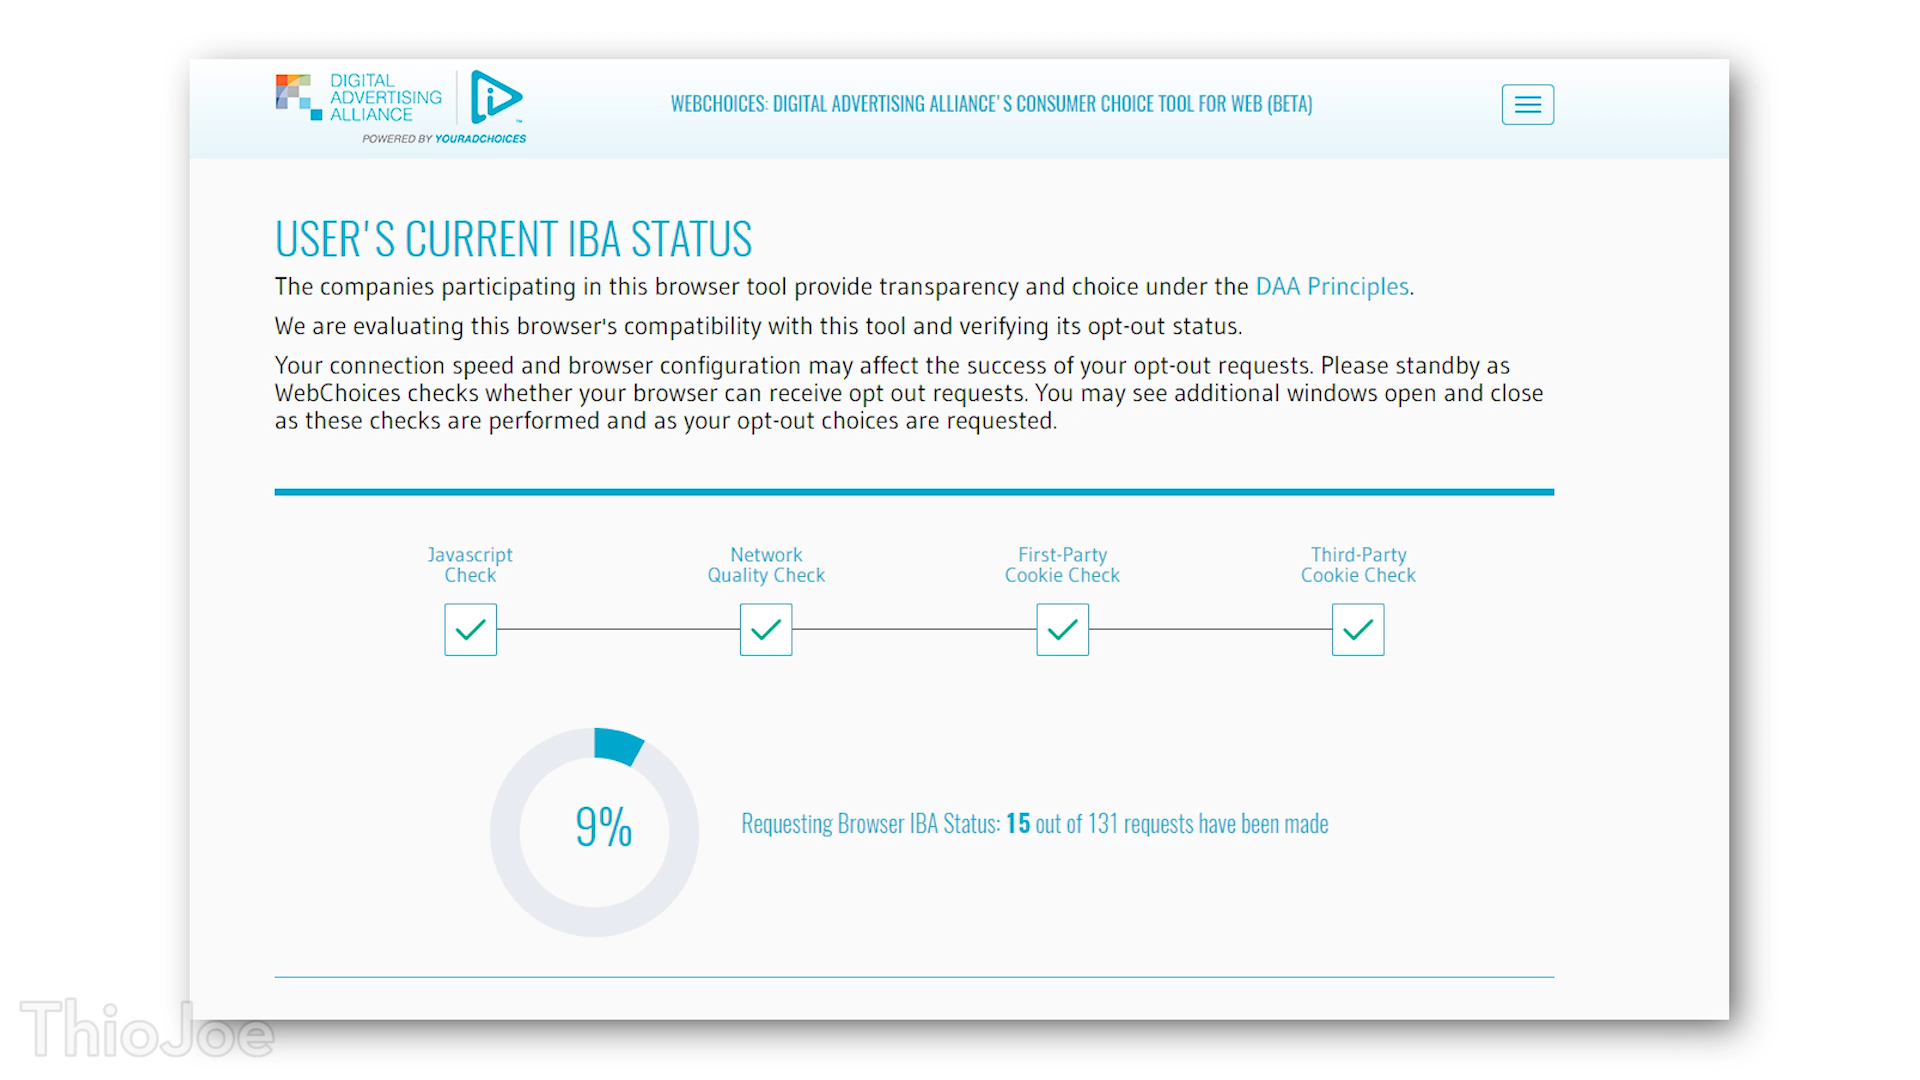 DIGITAL
ADVERTISING
ALLIANCE
POWERED BY YOURADCHOICES
WEBCHOICES: DIGITAL ADVERTISING ALLIANCE'S CONSUMER CHOICE TOOL FOR WEB (BETA)
USER'S CURRENT IBA STATUS
The companies participating in this browser tool provide transparency and choice under the DAA Principles.
We are evaluating this browser's compatibility with this tool and verifying its opt-out status.
Your connection speed and browser configuration may affect the success of your opt-out requests. Please standby as
WebChoices checks whether your browser can receive opt out requests. You may see additional windows open and close
as these checks are performed and as your opt-out choices are requested.
Javascript
Check
Network
Quality Check
First-Party
Cookie Check
Third-Party
Cookie Check
9%
Requesting Browser IBA Status: 15 out of 131 requests have been made
ThioJoe